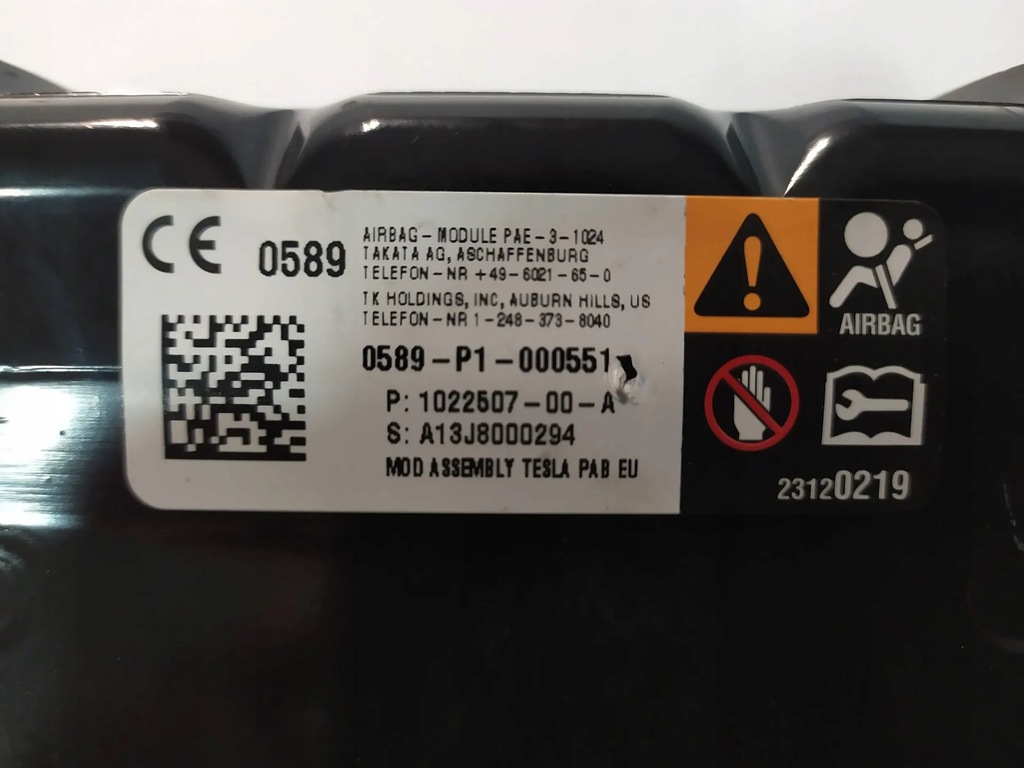 CE 0589
AIRBAG-MODULE PAE-3-1024
TAKATA AG, ASCHAFFENBURG
TELEFON-NR +49-6021-65-0
TK HOLDINGS, INC, AUBURN HILLS, US
TELEFON-NR 1-248-373-8040
0589-P1-000551
P: 1022507-00-A
S: A13J8000294
MOD ASSEMBLY TESLA PAB EU
AIRBAG
23120219